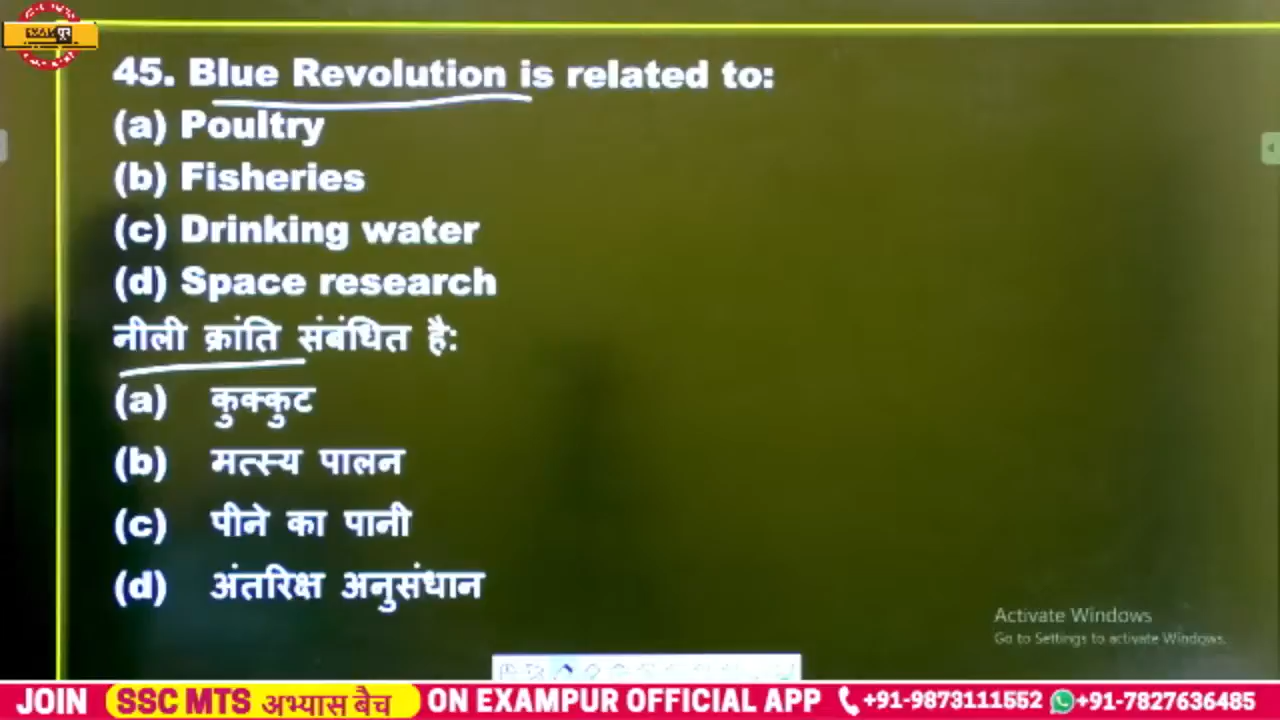 45. Blue Revolution is related to:
(a) Poultry
(b) Fisheries
(c) Drinking water
(d) Space research
नीली क्रांति संबंधित है:
(a) कुक्कुट
(b) मत्स्य पालन
(c) पीने का पानी
(d) अंतरिक्ष अनुसंधान
Activate Windows
Go to Settings to activate Windows.
JOIN SSC MTS अभ्यास बैच ON EXAMPUR OFFICIAL APP +91-9873111552 +91-7827636485